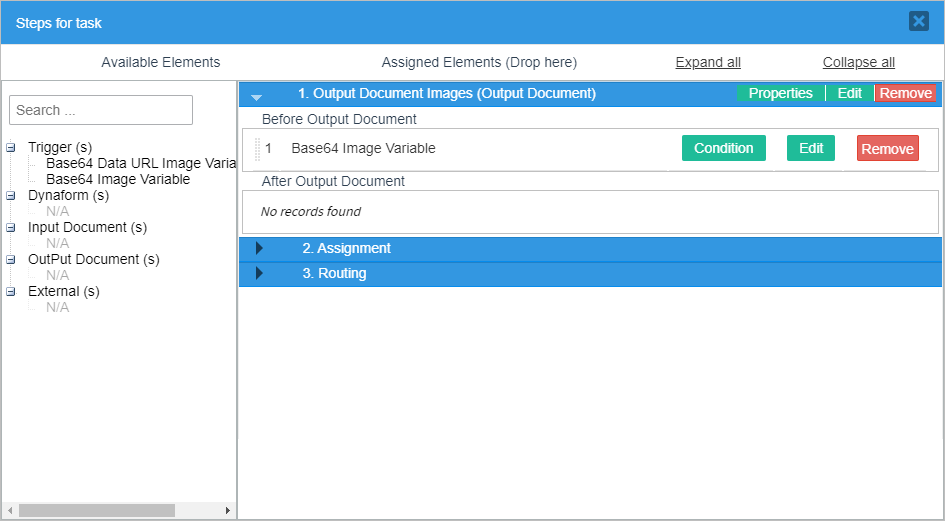 Steps for task
Available Elements
Assigned Elements (Drop here)
Expand all
Collapse all
Search ...
Trigger (s)
Base64 Data URL Image Varia
Base64 Image Variable
Dynaform (s)
N/A
Input Document (s)
N/A
OutPut Document (s)
N/A
External (s)
N/A
1. Output Document Images (Output Document)
Properties
Edit
Remove
Before Output Document
1 Base64 Image Variable
Condition
Edit
Remove
After Output Document
No records found
2. Assignment
3. Routing